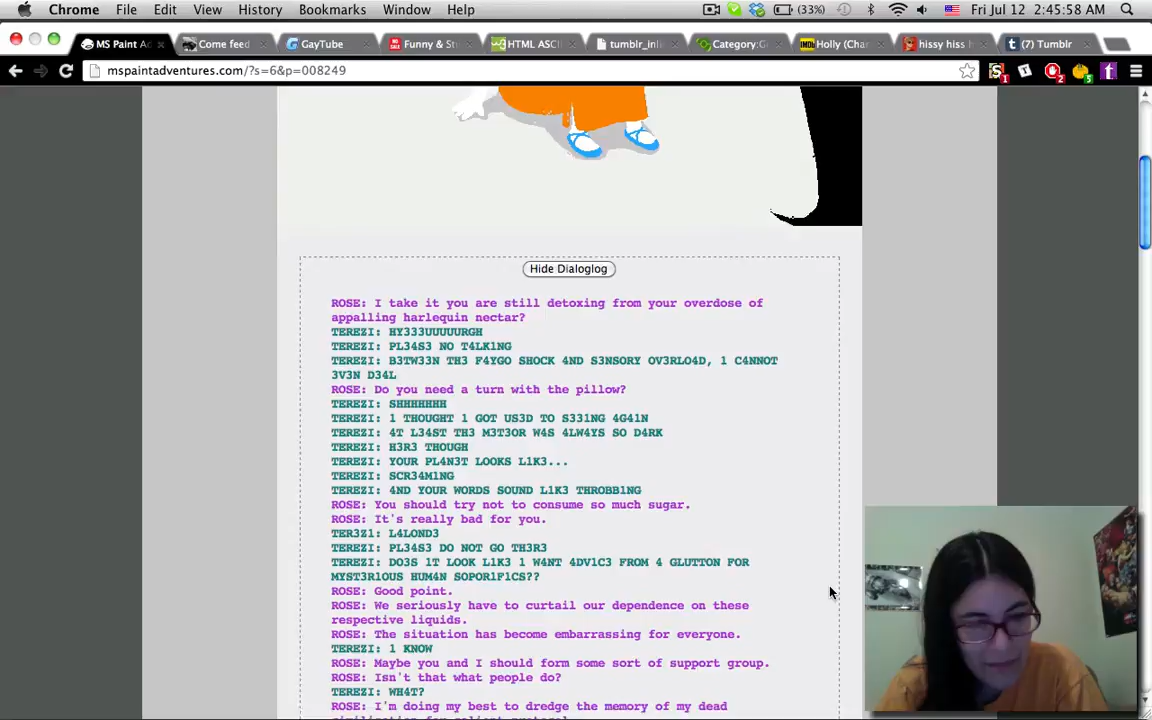 Chrome File Edit View History Bookmarks Window Help (33%) Fri Jul 12 2:45:58 AM
MS Paint Ad Come feed GayTube Funny & Stu HTML ASCI tumblr_inli Category:G Holly (Char hissy hiss h (7) Tumblr
mspaintadventures.com/?s=6&p=008249
Hide Dialoglog
ROSE: I take it you are still detoxing from your overdose of
appalling harlequin nectar?
TEREZI: HY333UUUUURGH
TEREZI: PL34S3 NO T4LK1NG
TEREZI: B3TW33N TH3 F4YGO SHOCK 4ND S3NSORY OV3RLO4D, 1 C4NNOT
3V3N D34L
ROSE: Do you need a turn with the pillow?
TEREZI: SHHHHHHH
TEREZI: 1 THOUGHT 1 GOT US3D TO S331NG 4G41N
TEREZI: 4T L34ST TH3 M3T3OR W4S 4LW4YS SO D4RK
TEREZI: H3R3 THOUGH
TEREZI: YOUR PL4N3T LOOKS L1K3...
TEREZI: SCR34M1NG
TEREZI: 4ND YOUR WORDS SOUND L1K3 THROBB1NG
ROSE: You should try not to consume so much sugar.
ROSE: It's really bad for you.
TER3Z1: L4LOND3
TEREZI: PL34S3 DO NOT GO TH3R3
TEREZI: DO3S 1T LOOK L1K3 1 W4NT 4DV1C3 FROM 4 GLUTTON FOR
MYST3R1OUS HUM4N SOPOR1F1CS??
ROSE: Good point.
ROSE: We seriously have to curtail our dependence on these
respective liquids.
ROSE: The situation has become embarrassing for everyone.
TEREZI: 1 KNOW
ROSE: Maybe you and I should form some sort of support group.
ROSE: Isn't that what people do?
TEREZI: WH4T?
ROSE: I'm doing my best to dredge the memory of my dead